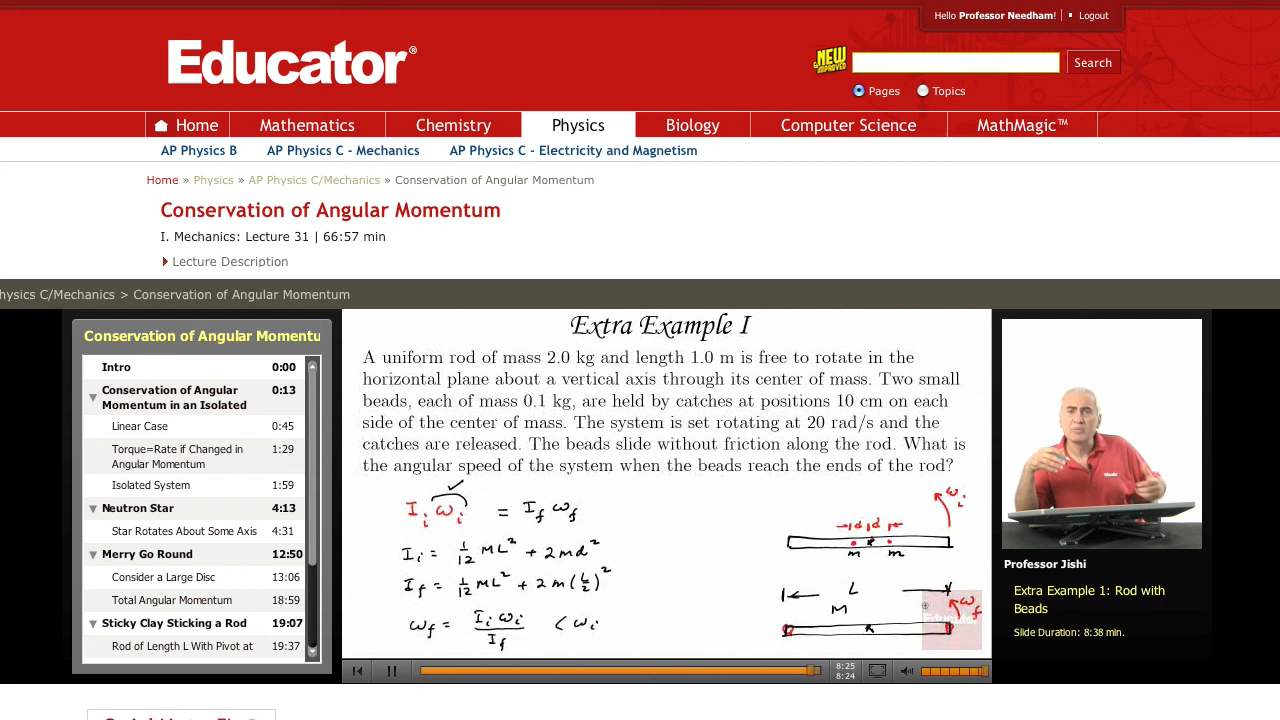 Hello Professor Needham! Logout
Educator®
NEW
& IMPROVED
Search
Pages Topics
Home Mathematics Chemistry Physics Biology Computer Science MathMagic™
AP Physics B AP Physics C - Mechanics AP Physics C - Electricity and Magnetism
Home » Physics » AP Physics C/Mechanics » Conservation of Angular Momentum
Conservation of Angular Momentum
I. Mechanics: Lecture 31 | 66:57 min
Lecture Description
hysics C/Mechanics > Conservation of Angular Momentum
Conservation of Angular Momentu
Intro 0:00
Conservation of Angular 0:13
Momentum in an Isolated
Linear Case 0:45
Torque=Rate if Changed in 1:29
Angular Momentum
Isolated System 1:59
Neutron Star 4:13
Star Rotates About Some Axis 4:31
Merry Go Round 12:50
Consider a Large Disc 13:06
Total Angular Momentum 18:59
Sticky Clay Sticking a Rod 19:07
Rod of Length L With Pivot at 19:37
Extra Example I
A uniform rod of mass 2.0 kg and length 1.0 m is free to rotate in the
horizontal plane about a vertical axis through its center of mass. Two small
beads, each of mass 0.1 kg, are held by catches at positions 10 cm on each
side of the center of mass. The system is set rotating at 20 rad/s and the
catches are released. The beads slide without friction along the rod. What is
the angular speed of the system when the beads reach the ends of the rod?
I_i ω_i = I_f ω_f
I_i = 1/12 ML² + 2md²
I_f = 1/12 ML² + 2m(L/2)²
ω_f = I_i ω_i / I_f < ω_i
ω_i
d d
m m
L
M
ω_f
Educator
8:25
8:24
Professor Jishi
Extra Example 1: Rod with
Beads
Slide Duration: 8:38 min.